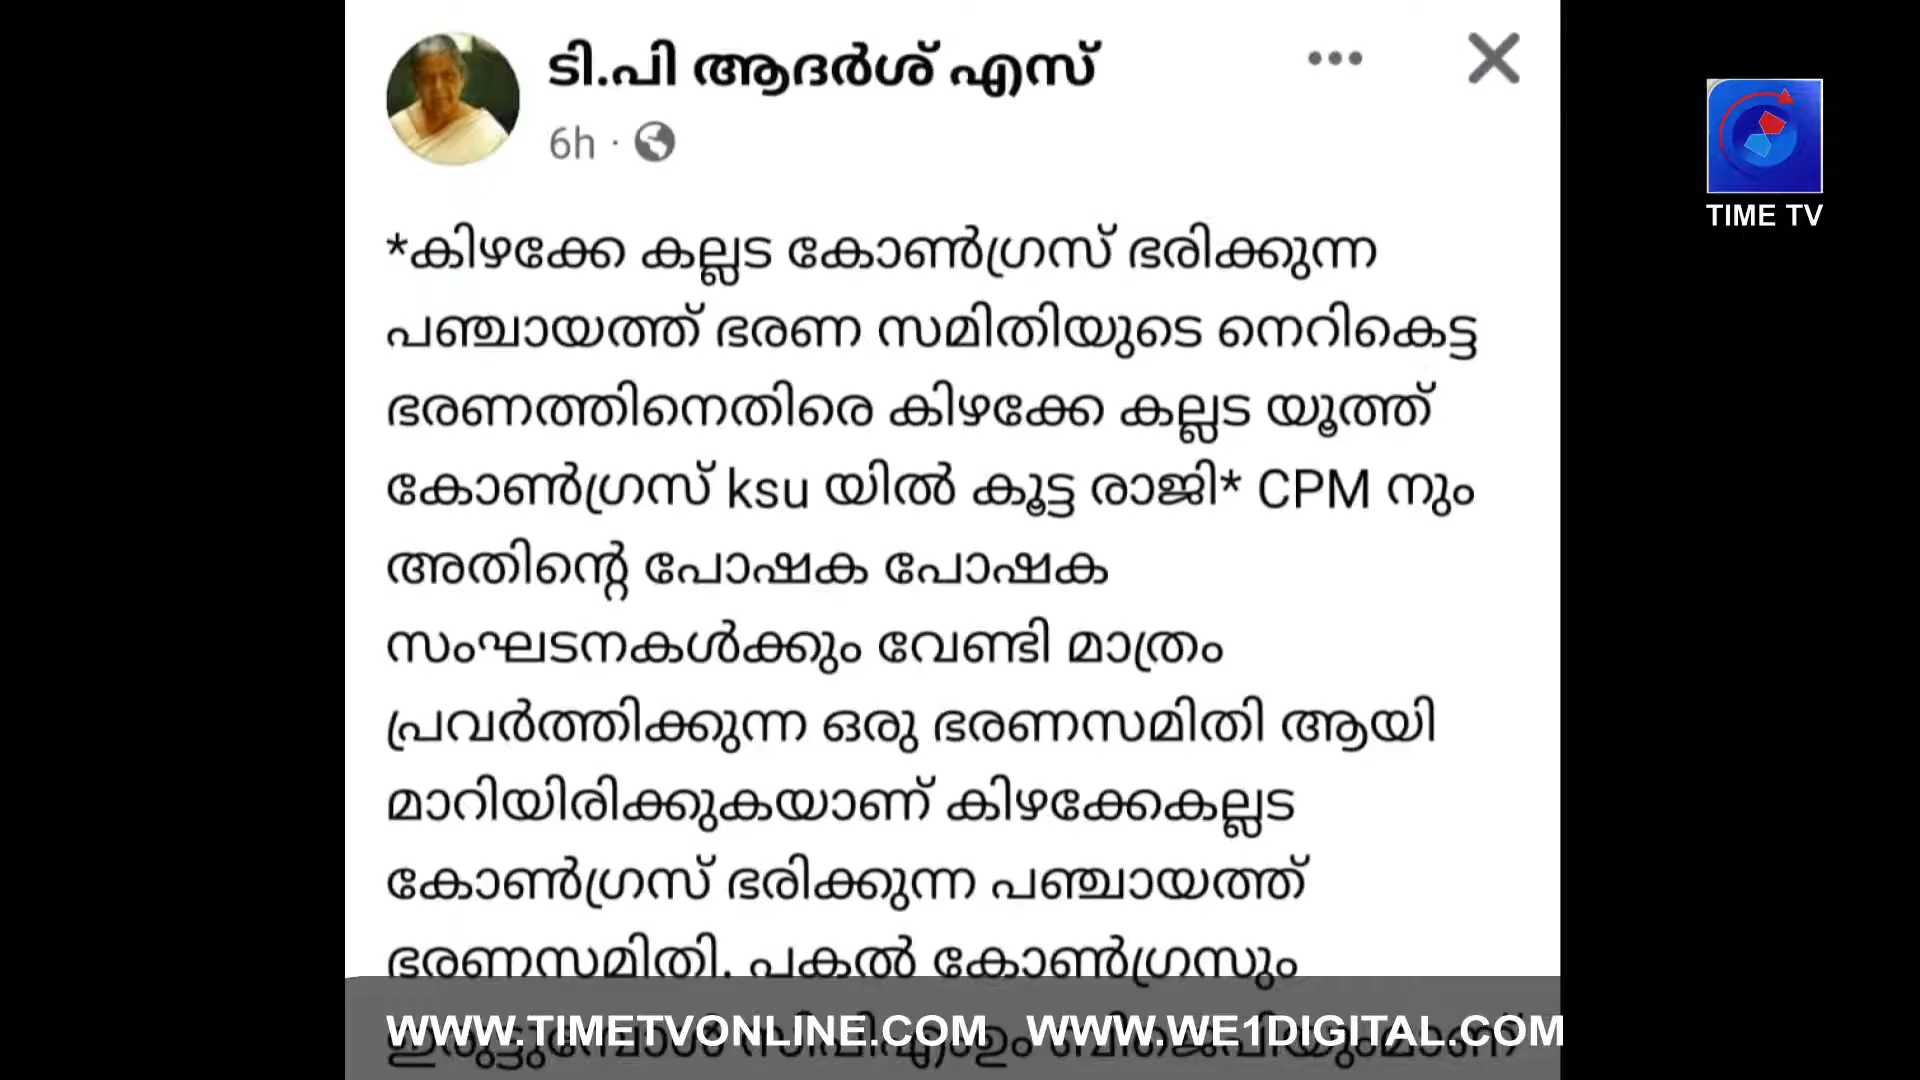 ടി.പി ആദർശ് എസ്
6h ·
TIME TV
*കിഴക്കേ കല്ലട കോൺഗ്രസ് ഭരിക്കുന്ന
പഞ്ചായത്ത് ഭരണ സമിതിയുടെ നെറികെട്ട
ഭരണത്തിനെതിരെ കിഴക്കേ കല്ലട യൂത്ത്
കോൺഗ്രസ് ksu യിൽ കൂട്ട രാജി* CPM നും
അതിന്റെ പോഷക പോഷക
സംഘടനകൾക്കും വേണ്ടി മാത്രം
പ്രവർത്തിക്കുന്ന ഒരു ഭരണസമിതി ആയി
മാറിയിരിക്കുകയാണ് കിഴക്കേകല്ലട
കോൺഗ്രസ് ഭരിക്കുന്ന പഞ്ചായത്ത്
ഭരണസമിതി. പകൽ കോൺഗ്രസും
WWW.TIMETVONLINE.COM WWW.WE1DIGITAL.COM